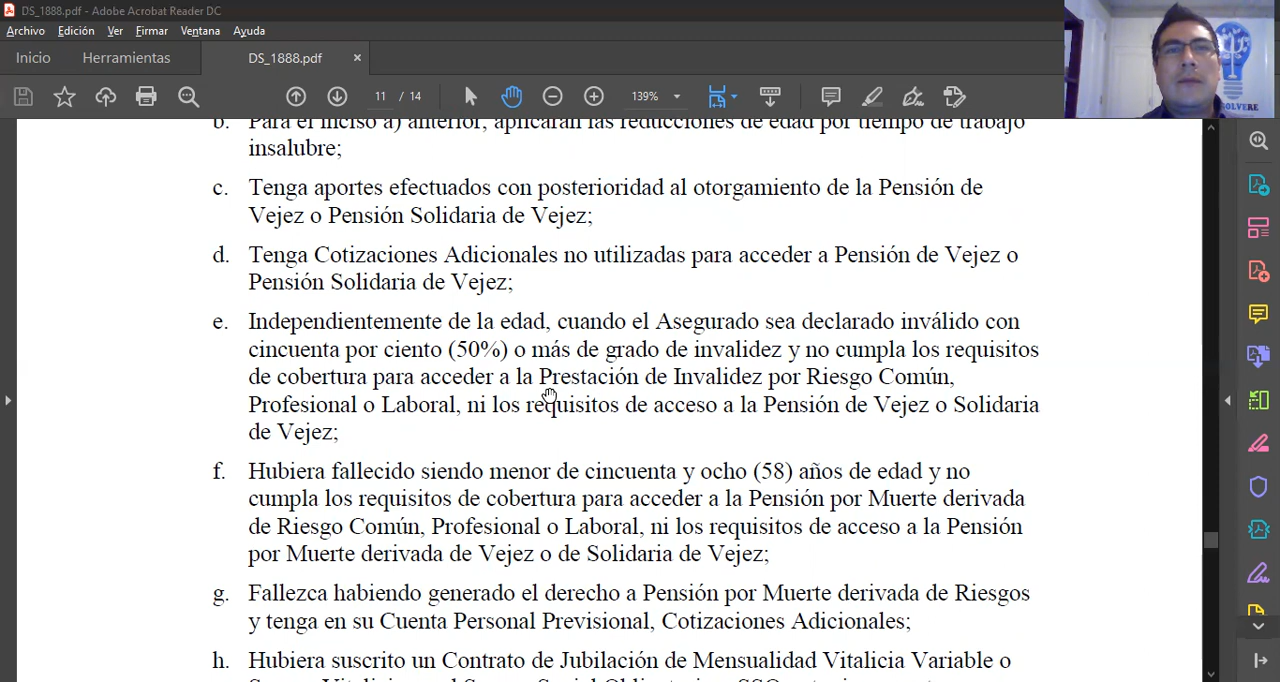 DS_1888.pdf - Adobe Acrobat Reader DC
Archivo Edición Ver Firmar Ventana Ayuda
Inicio Herramientas DS_1888.pdf ×
11 / 14 139%
SOLVERE
b. Para el inciso a) anterior, aplicarán las reducciones de edad por tiempo de trabajo
insalubre;
c. Tenga aportes efectuados con posterioridad al otorgamiento de la Pensión de
Vejez o Pensión Solidaria de Vejez;
d. Tenga Cotizaciones Adicionales no utilizadas para acceder a Pensión de Vejez o
Pensión Solidaria de Vejez;
e. Independientemente de la edad, cuando el Asegurado sea declarado inválido con
cincuenta por ciento (50%) o más de grado de invalidez y no cumpla los requisitos
de cobertura para acceder a la Prestación de Invalidez por Riesgo Común,
Profesional o Laboral, ni los requisitos de acceso a la Pensión de Vejez o Solidaria
de Vejez;
f. Hubiera fallecido siendo menor de cincuenta y ocho (58) años de edad y no
cumpla los requisitos de cobertura para acceder a la Pensión por Muerte derivada
de Riesgo Común, Profesional o Laboral, ni los requisitos de acceso a la Pensión
por Muerte derivada de Vejez o de Solidaria de Vejez;
g. Fallezca habiendo generado el derecho a Pensión por Muerte derivada de Riesgos
y tenga en su Cuenta Personal Previsional, Cotizaciones Adicionales;
h. Hubiera suscrito un Contrato de Jubilación de Mensualidad Vitalicia Variable o